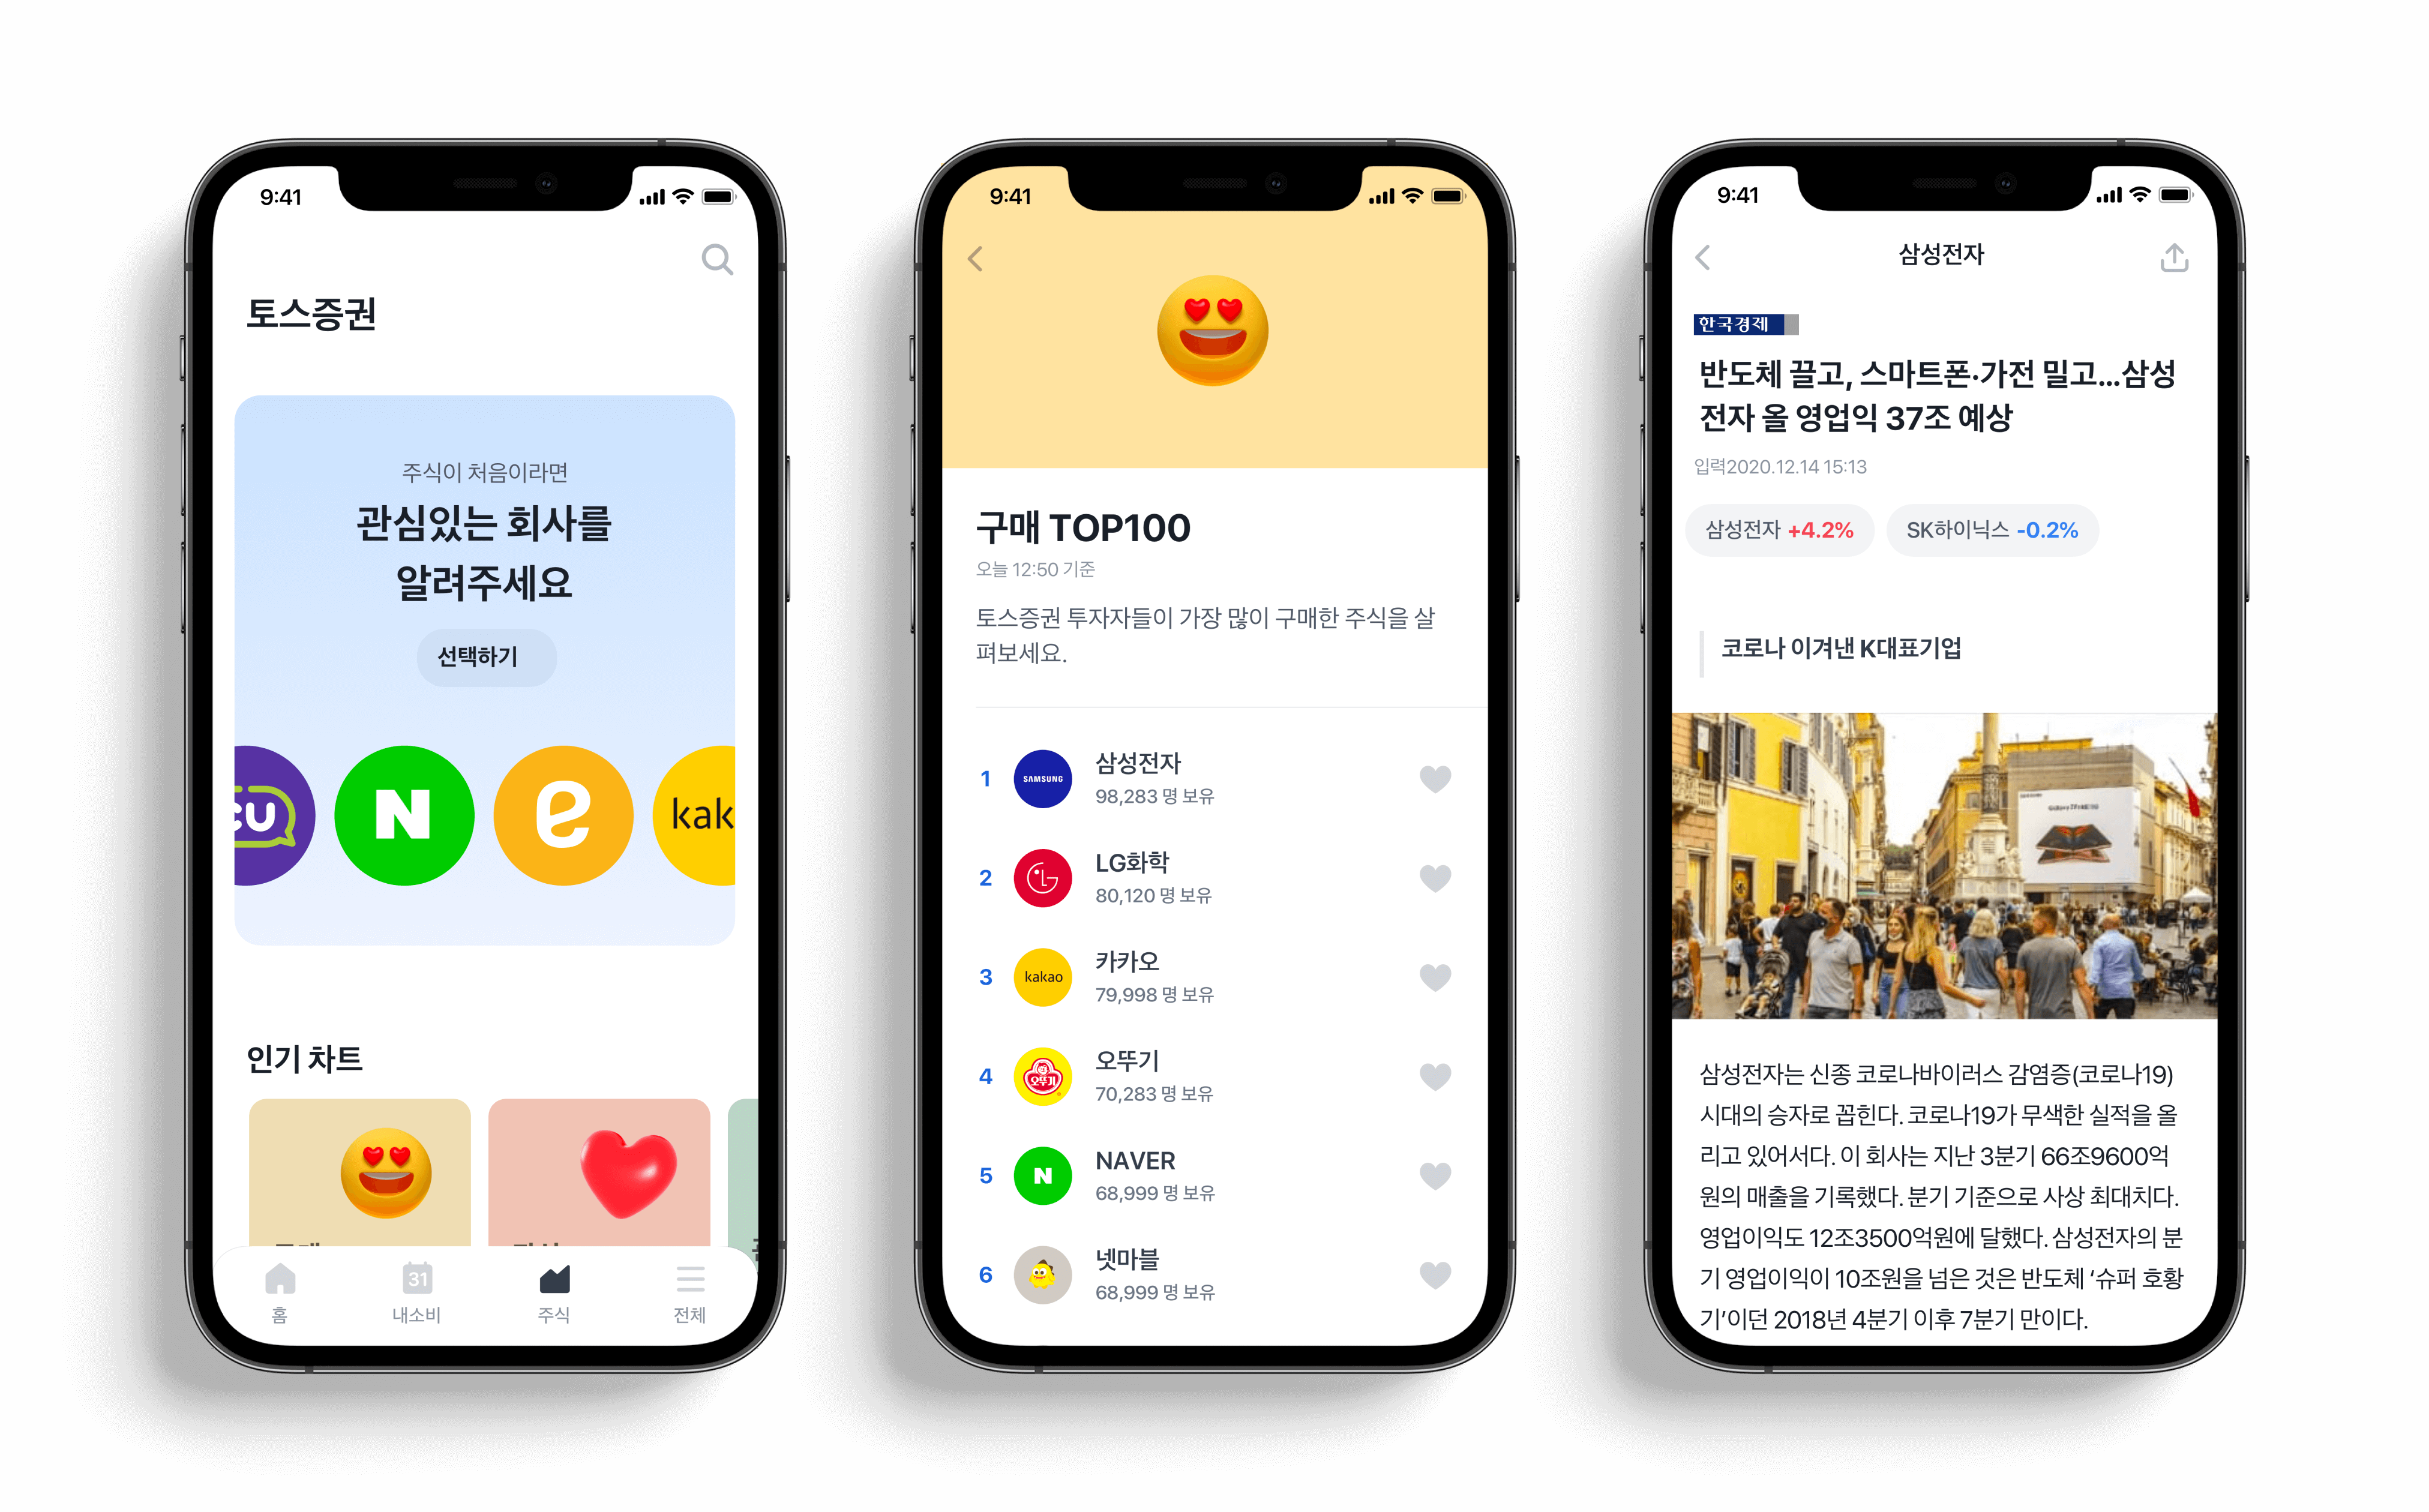 9:41
토스증권
주식이 처음이라면
관심있는 회사를
알려주세요
선택하기
cu
N
e
kak
인기 차트
홈
31
내소비
주식
전체
9:41
구매 TOP100
오늘 12:50 기준
토스증권 투자자들이 가장 많이 구매한 주식을 살
펴보세요.
1
SAMSUNG
삼성전자
98,283 명 보유
2
LG
LG화학
80,120 명 보유
3
kakao
카카오
79,998 명 보유
4
오뚜기
오뚜기
70,283 명 보유
5
N
NAVER
68,999 명 보유
6
넷마블
68,999 명 보유
9:41
삼성전자
한국경제
반도체 끌고, 스마트폰·가전 밀고...삼성
전자 올 영업익 37조 예상
입력2020.12.14 15:13
삼성전자 +4.2%
SK하이닉스 -0.2%
코로나 이겨낸 K대표기업
삼성전자는 신종 코로나바이러스 감염증(코로나19)
시대의 승자로 꼽힌다. 코로나19가 무색한 실적을 올
리고 있어서다. 이 회사는 지난 3분기 66조9600억
원의 매출을 기록했다. 분기 기준으로 사상 최대치다.
영업이익도 12조3500억원에 달했다. 삼성전자의 분
기 영업이익이 10조원을 넘은 것은 반도체 ‘슈퍼 호황
기’이던 2018년 4분기 이후 7분기 만이다.